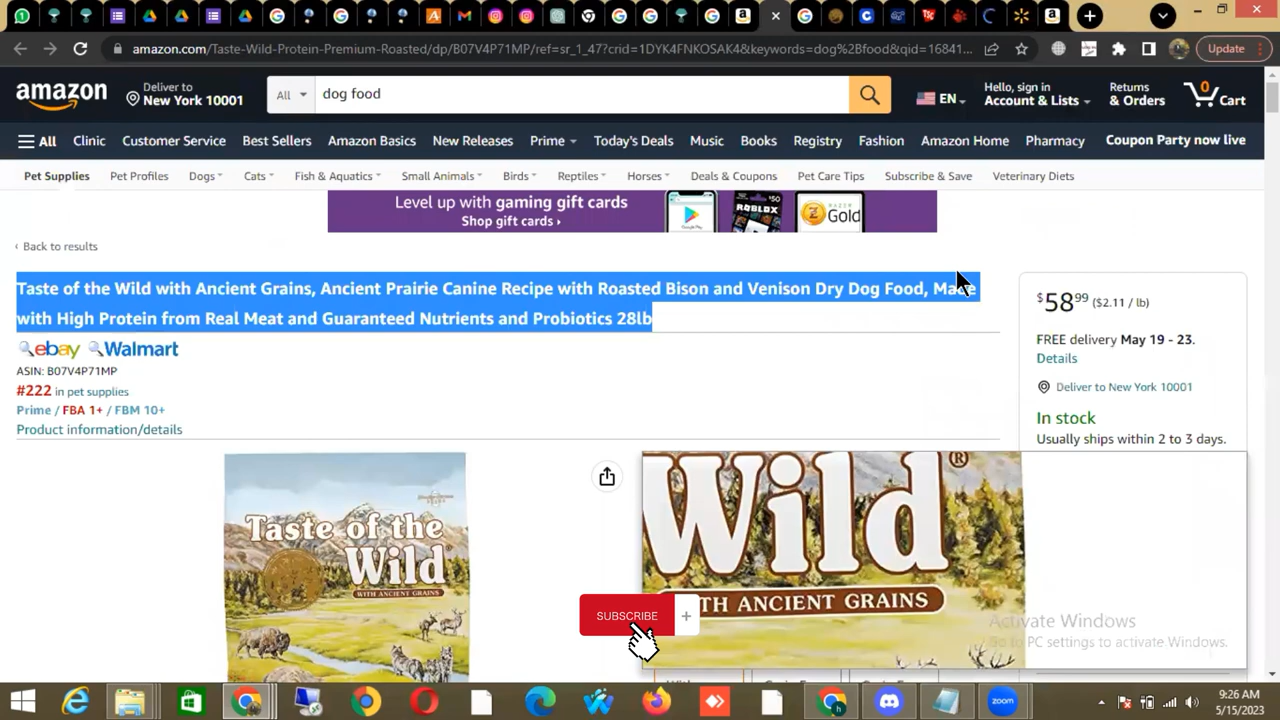 amazon.com/Taste-Wild-Protein-Premium-Roasted/dp/B07V4P71MP/ref=sr_1_47?crid=1DYK4FNKOSAK4&keywords=dog%2Bfood&qid=16841...
Update
amazon
Deliver to
New York 10001
All
dog food
EN
Hello, sign in
Account & Lists
Returns
& Orders
0
Cart
All
Clinic
Customer Service
Best Sellers
Amazon Basics
New Releases
Prime
Today's Deals
Music
Books
Registry
Fashion
Amazon Home
Pharmacy
Coupon Party now live
Pet Supplies
Pet Profiles
Dogs
Cats
Fish & Aquatics
Small Animals
Birds
Reptiles
Horses
Deals & Coupons
Pet Care Tips
Subscribe & Save
Veterinary Diets
Level up with gaming gift cards
Shop gift cards ›
$50
ROBLOX
RAZER
Gold
‹ Back to results
Taste of the Wild with Ancient Grains, Ancient Prairie Canine Recipe with Roasted Bison and Venison Dry Dog Food, Made
with High Protein from Real Meat and Guaranteed Nutrients and Probiotics 28lb
ebay Walmart
ASIN: B07V4P71MP
#222 in pet supplies
Prime / FBA 1+ / FBM 10+
Product information/details
$58.99 ($2.11 / lb)
FREE delivery May 19 - 23.
Details
Deliver to New York 10001
In stock
Usually ships within 2 to 3 days.
Taste of the
Wild
WITH ANCIENT GRAINS
Wild®
TH ANCIENT GRAINS
SUBSCRIBE +
Activate Windows
Go to PC settings to activate Windows.
zoom
9:26 AM
5/15/2023